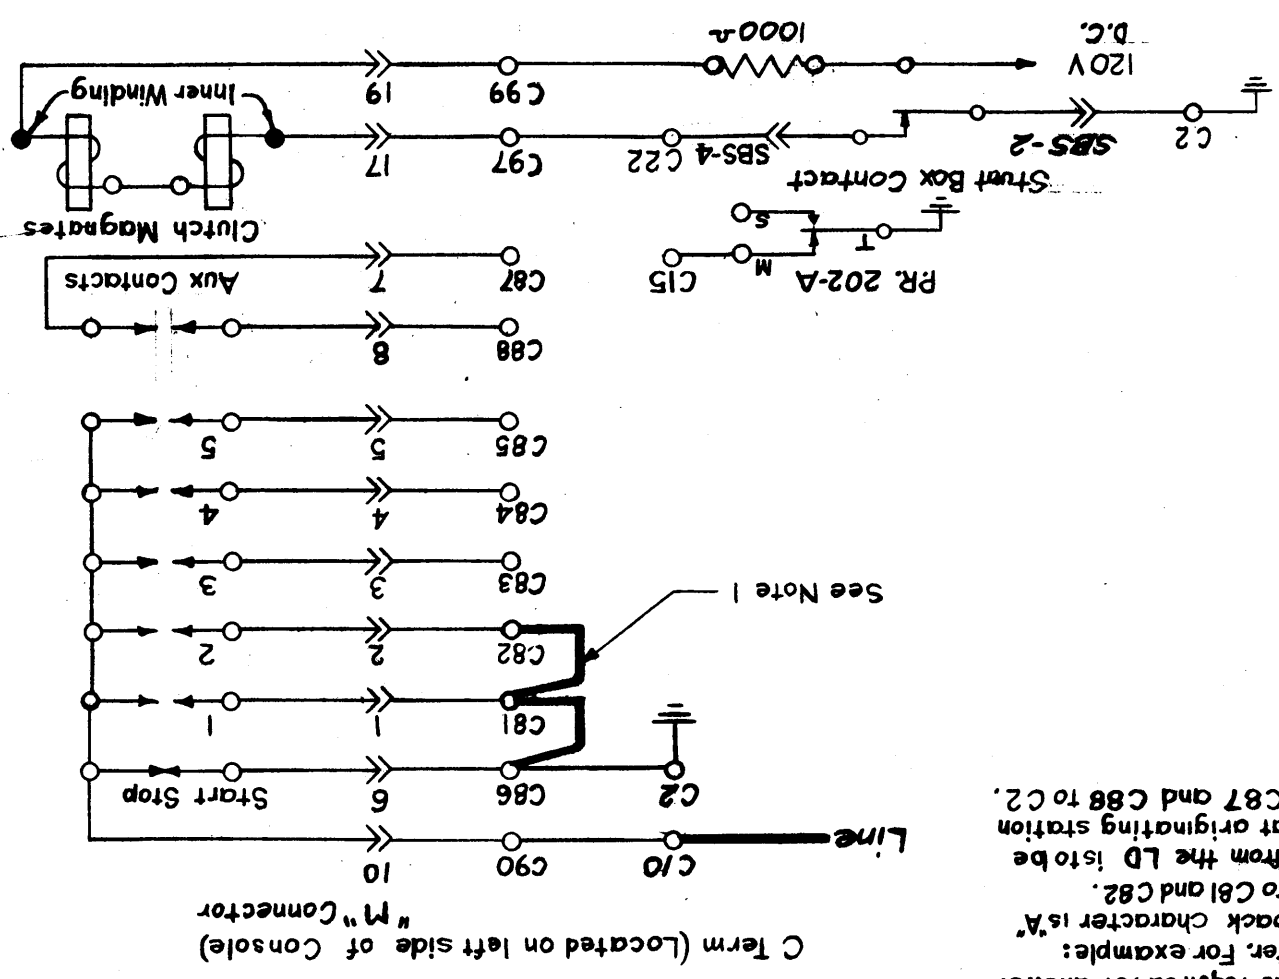 C Term (Located on left side of Console)
"M" Connector
er. For example:
back character is "A"
to C81 and C82.
from the LD is to be
at originating station
C87 and C88 to C2.
Line C10 C90 10
C2 C86 6 Start Stop
C81 1 1
See Note 1
C82 2 2
C83 3 3
C84 4 4
C85 5 5
C88 8
C87 7 Aux Contacts
P.R. 202-A C15
M
T
S
Clutch Magnates
Stunt Box Contact
C2 SBS-2 SBS-4 C22 C97 17
Inner Winding
120V
D.C.
1000Ω
C99 19